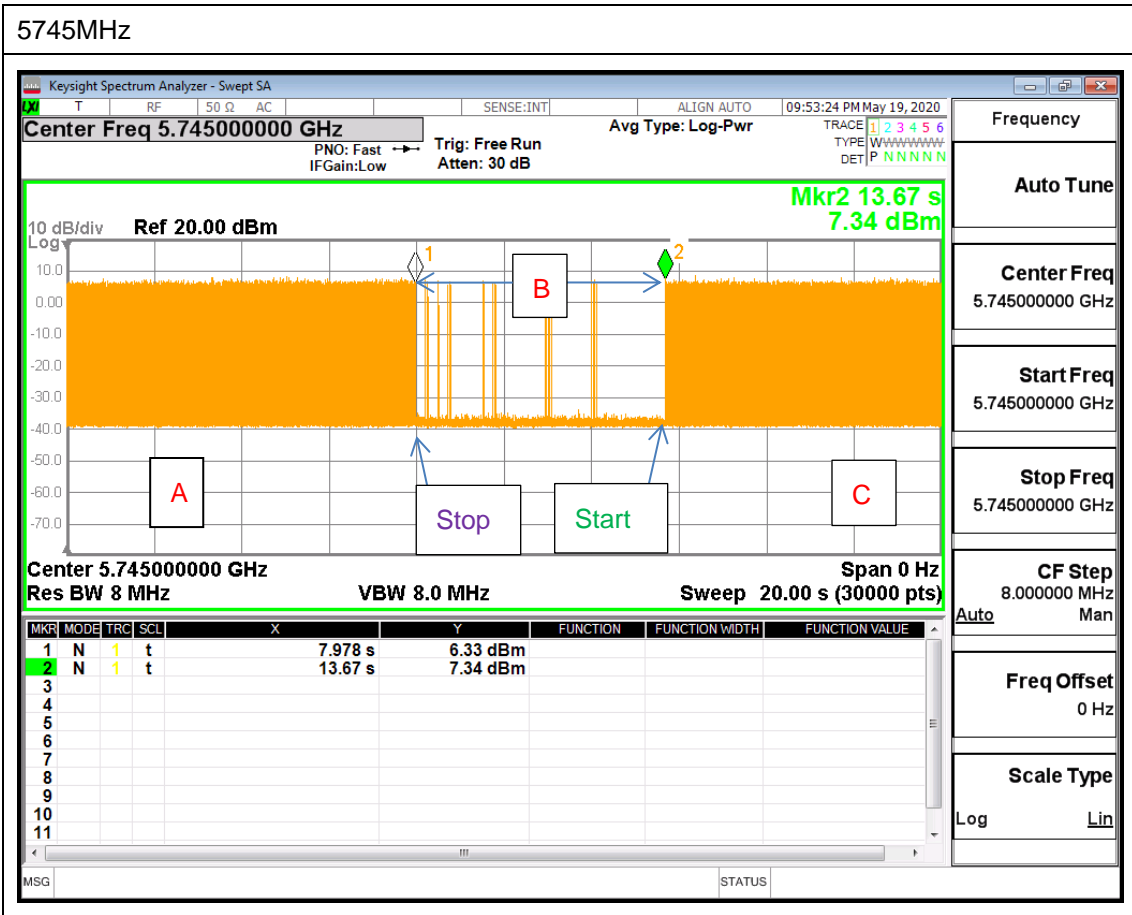 5745MHz
Keysight Spectrum Analyzer - Swept SA
LXI T RF 50 Ω AC SENSE:INT ALIGN AUTO 09:53:24 PM May 19, 2020
Center Freq 5.745000000 GHz
PNO: Fast
IFGain:Low
Trig: Free Run
Atten: 30 dB
Avg Type: Log-Pwr
TRACE 1 2 3 4 5 6
TYPE WWWWWWW
DET P N N N N N
Mkr2 13.67 s
7.34 dBm
10 dB/div Ref 20.00 dBm
Log
1
2
10.0
0.00
-10.0
-20.0
-30.0
-40.0
-50.0
-60.0
-70.0
B
A
C
Stop
Start
Center 5.745000000 GHz Span 0 Hz
Res BW 8 MHz VBW 8.0 MHz Sweep 20.00 s (30000 pts)
MKR MODE TRC SCL X Y FUNCTION FUNCTION WIDTH FUNCTION VALUE
1 N 1 t 7.978 s 6.33 dBm
2 N 1 t 13.67 s 7.34 dBm
3
4
5
6
7
8
9
10
11
MSG STATUS
Frequency
Auto Tune
Center Freq
5.745000000 GHz
Start Freq
5.745000000 GHz
Stop Freq
5.745000000 GHz
CF Step
8.000000 MHz
Auto Man
Freq Offset
0 Hz
Scale Type
Log Lin